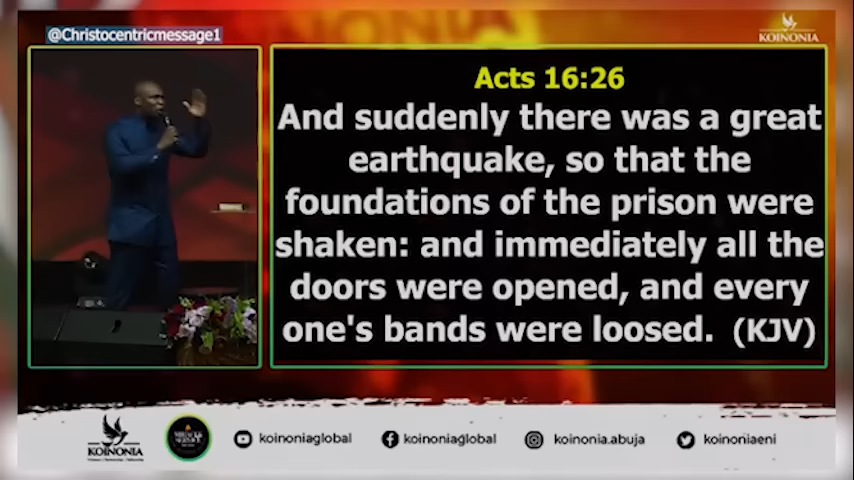 @Christocentricmessage1
KOINONIA
Acts 16:26
And suddenly there was a great
earthquake, so that the
foundations of the prison were
shaken: and immediately all the
doors were opened, and every
one's bands were loosed. (KJV)
KOINONIA
MIRACLE
SERVICE
koinoniaglobal
koinoniaglobal
koinonia.abuja
koinoniaeni